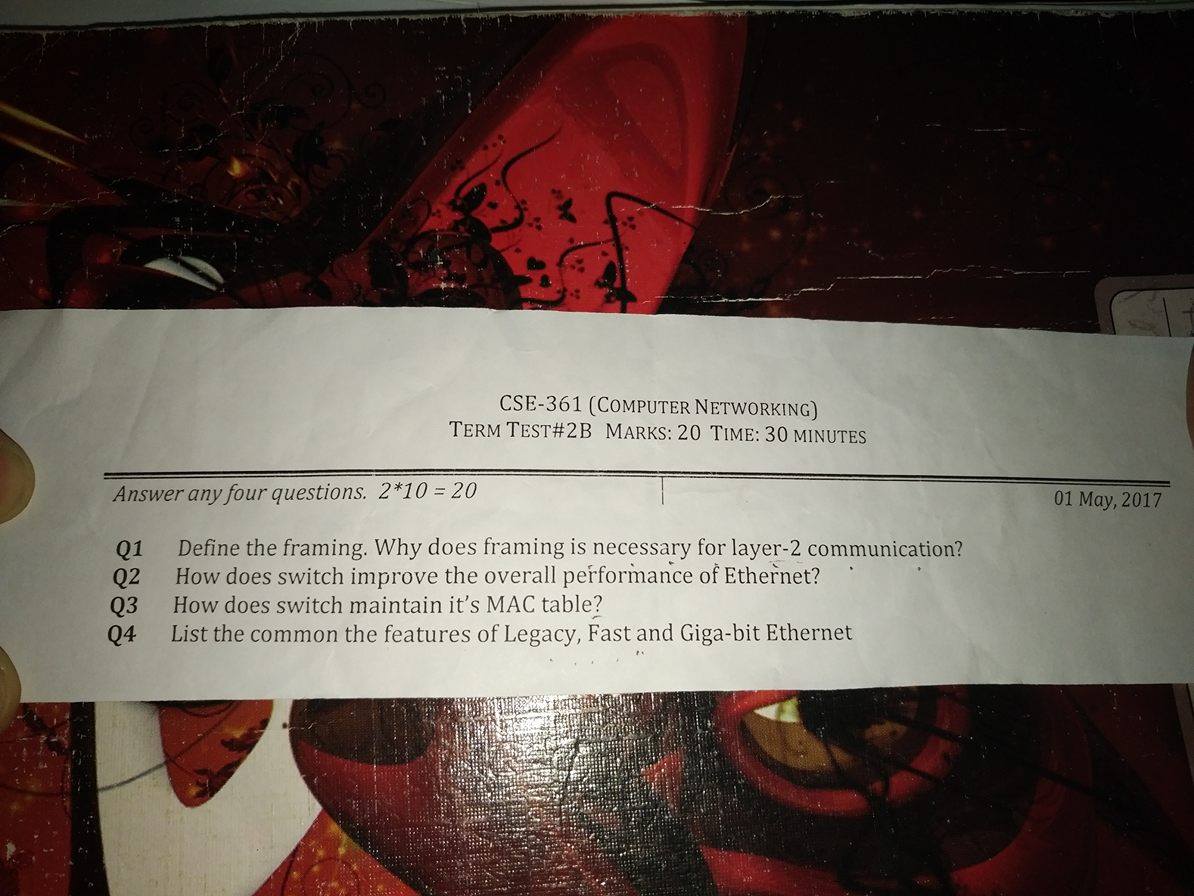 CSE-361 (COMPUTER NETWORKING)
TERM TEST#2B MARKS: 20 TIME: 30 MINUTES
Answer any four questions. 2*10 = 20 01 May, 2017
Q1 Define the framing. Why does framing is necessary for layer-2 communication?
Q2 How does switch improve the overall performance of Ethernet?
Q3 How does switch maintain it's MAC table?
Q4 List the common the features of Legacy, Fast and Giga-bit Ethernet